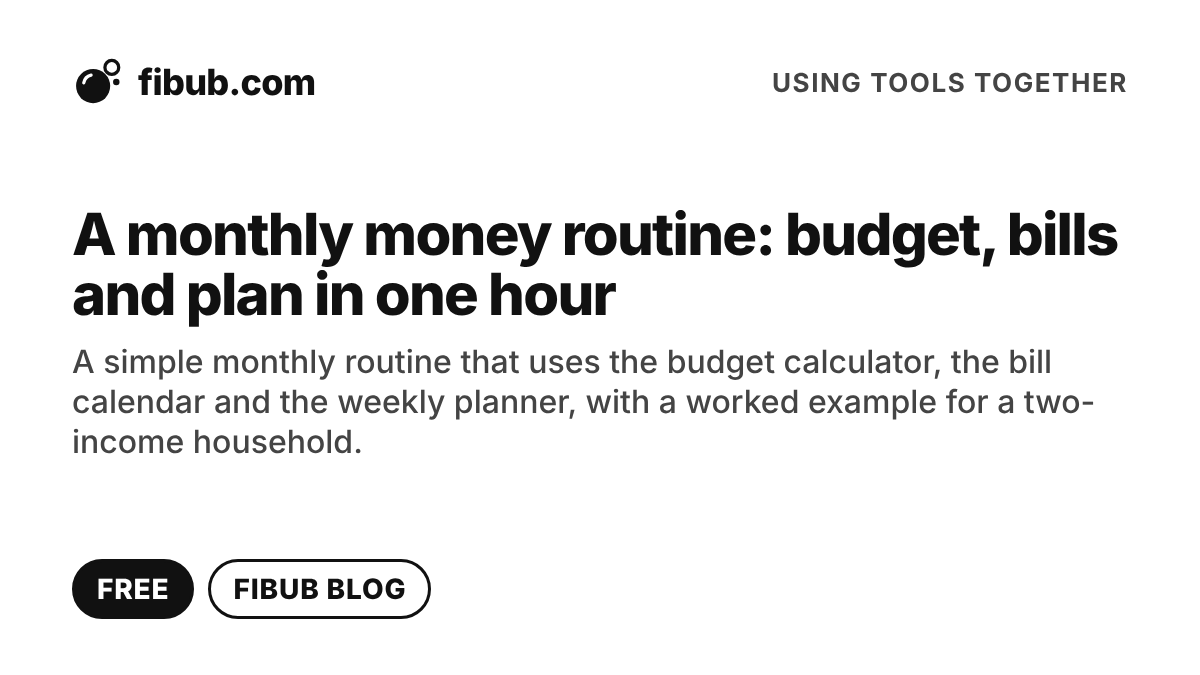 fibub.com
USING TOOLS TOGETHER
A monthly money routine: budget, bills
and plan in one hour
A simple monthly routine that uses the budget calculator, the bill
calendar and the weekly planner, with a worked example for a two-
income household.
FREE
FIBUB BLOG